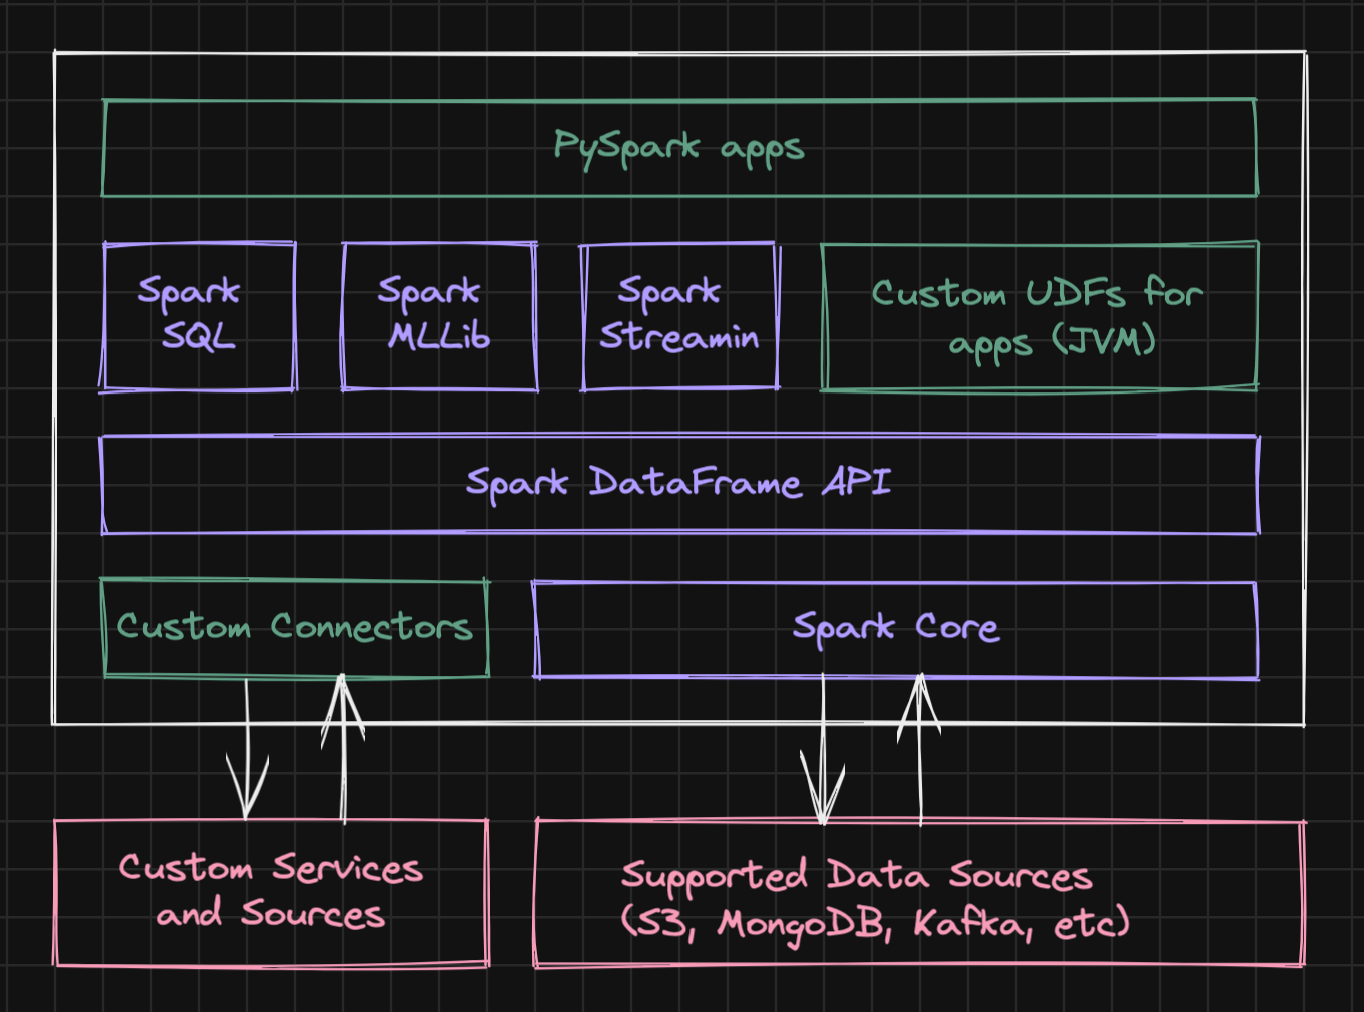 PySpark apps
Spark
SQL
Spark
MLLib
Spark
Streamin
Custom UDFs for
apps (JVM)
Spark DataFrame API
Custom Connectors
Spark Core
Custom Services
and Sources
Supported Data Sources
(S3, MongoDB, Kafka, etc)